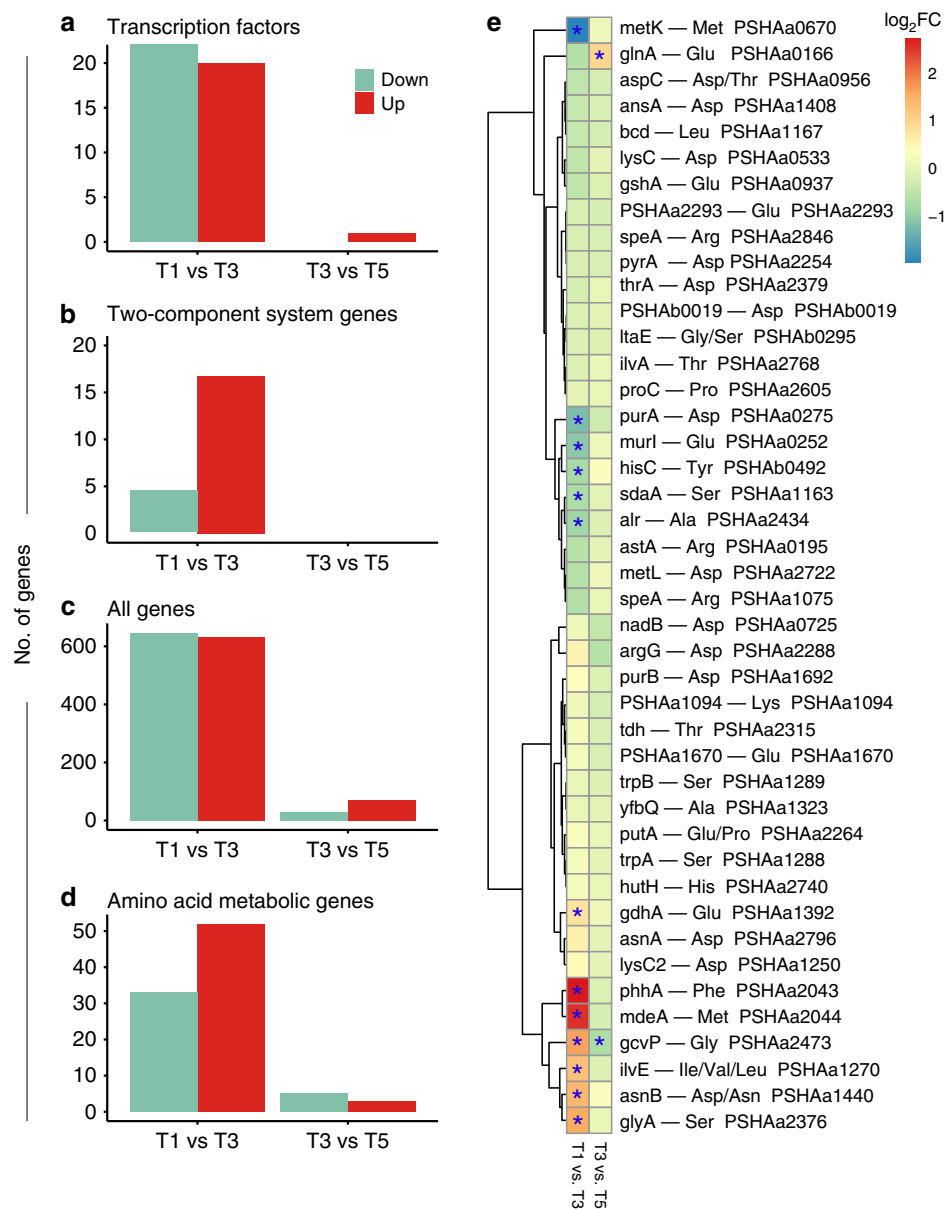 a
Transcription factors
20
15
10
5
0
Down
Up
T1 vs T3
T3 vs T5
b
Two-component system genes
20
15
10
5
0
T1 vs T3
T3 vs T5
No. of genes
c
All genes
600
400
200
0
T1 vs T3
T3 vs T5
d
Amino acid metabolic genes
50
40
30
20
10
0
T1 vs T3
T3 vs T5
e
metK — Met PSHAa0670
glnA — Glu PSHAa0166
aspC — Asp/Thr PSHAa0956
ansA — Asp PSHAa1408
bcd — Leu PSHAa1167
lysC — Asp PSHAa0533
gshA — Glu PSHAa0937
PSHAa2293 — Glu PSHAa2293
speA — Arg PSHAa2846
pyrA — Asp PSHAa2254
thrA — Asp PSHAa2379
PSHAb0019 — Asp PSHAb0019
ltaE — Gly/Ser PSHAb0295
ilvA — Thr PSHAa2768
proC — Pro PSHAa2605
purA — Asp PSHAa0275
murI — Glu PSHAa0252
hisC — Tyr PSHAb0492
sdaA — Ser PSHAa1163
alr — Ala PSHAa2434
astA — Arg PSHAa0195
metL — Asp PSHAa2722
speA — Arg PSHAa1075
nadB — Asp PSHAa0725
argG — Asp PSHAa2288
purB — Asp PSHAa1692
PSHAa1094 — Lys PSHAa1094
tdh — Thr PSHAa2315
PSHAa1670 — Glu PSHAa1670
trpB — Ser PSHAa1289
yfbQ — Ala PSHAa1323
putA — Glu/Pro PSHAa2264
trpA — Ser PSHAa1288
hutH — His PSHAa2740
gdhA — Glu PSHAa1392
asnA — Asp PSHAa2796
lysC2 — Asp PSHAa1250
phhA — Phe PSHAa2043
mdeA — Met PSHAa2044
gcvP — Gly PSHAa2473
ilvE — Ile/Val/Leu PSHAa1270
asnB — Asp/Asn PSHAa1440
glyA — Ser PSHAa2376
T1 vs. T3
T3 vs. T5
log₂FC
2
1
0
−1